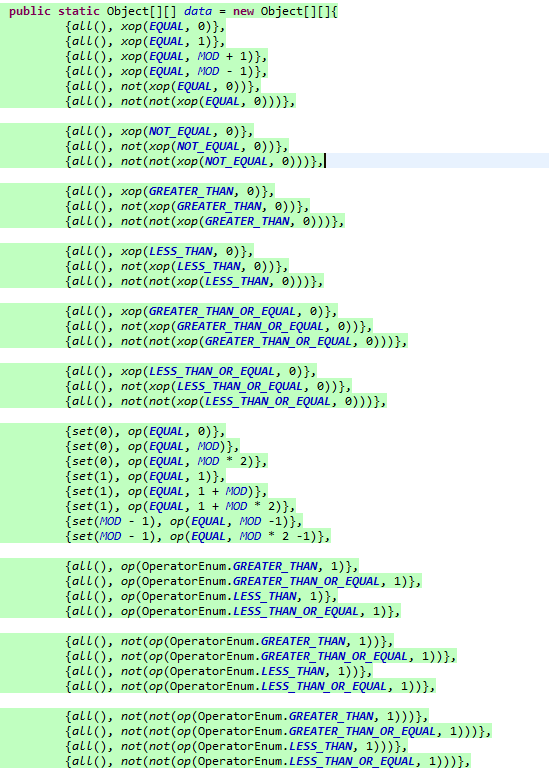 public static Object[][] data = new Object[][]{
{all(), xop(EQUAL, 0)},
{all(), xop(EQUAL, 1)},
{all(), xop(EQUAL, MOD + 1)},
{all(), xop(EQUAL, MOD - 1)},
{all(), not(xop(EQUAL, 0))},
{all(), not(not(xop(EQUAL, 0)))},
{all(), xop(NOT_EQUAL, 0)},
{all(), not(xop(NOT_EQUAL, 0))},
{all(), not(not(xop(NOT_EQUAL, 0)))},
{all(), xop(GREATER_THAN, 0)},
{all(), not(xop(GREATER_THAN, 0))},
{all(), not(not(xop(GREATER_THAN, 0)))},
{all(), xop(LESS_THAN, 0)},
{all(), not(xop(LESS_THAN, 0))},
{all(), not(not(xop(LESS_THAN, 0)))},
{all(), xop(GREATER_THAN_OR_EQUAL, 0)},
{all(), not(xop(GREATER_THAN_OR_EQUAL, 0))},
{all(), not(not(xop(GREATER_THAN_OR_EQUAL, 0)))},
{all(), xop(LESS_THAN_OR_EQUAL, 0)},
{all(), not(xop(LESS_THAN_OR_EQUAL, 0))},
{all(), not(not(xop(LESS_THAN_OR_EQUAL, 0)))},
{set(0), op(EQUAL, 0)},
{set(0), op(EQUAL, MOD)},
{set(0), op(EQUAL, MOD * 2)},
{set(1), op(EQUAL, 1)},
{set(1), op(EQUAL, 1 + MOD)},
{set(1), op(EQUAL, 1 + MOD * 2)},
{set(MOD - 1), op(EQUAL, MOD -1)},
{set(MOD - 1), op(EQUAL, MOD * 2 -1)},
{all(), op(OperatorEnum.GREATER_THAN, 1)},
{all(), op(OperatorEnum.GREATER_THAN_OR_EQUAL, 1)},
{all(), op(OperatorEnum.LESS_THAN, 1)},
{all(), op(OperatorEnum.LESS_THAN_OR_EQUAL, 1)},
{all(), not(op(OperatorEnum.GREATER_THAN, 1))},
{all(), not(op(OperatorEnum.GREATER_THAN_OR_EQUAL, 1))},
{all(), not(op(OperatorEnum.LESS_THAN, 1))},
{all(), not(op(OperatorEnum.LESS_THAN_OR_EQUAL, 1))},
{all(), not(not(op(OperatorEnum.GREATER_THAN, 1)))},
{all(), not(not(op(OperatorEnum.GREATER_THAN_OR_EQUAL, 1)))},
{all(), not(not(op(OperatorEnum.LESS_THAN, 1)))},
{all(), not(not(op(OperatorEnum.LESS_THAN_OR_EQUAL, 1)))},